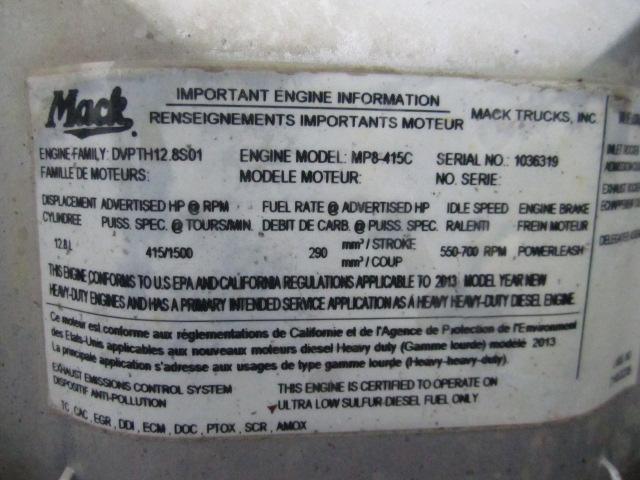 Mack
IMPORTANT ENGINE INFORMATION
RENSEIGNEMENTS IMPORTANTS MOTEUR
MACK TRUCKS, INC.
ENGINE FAMILY: DVPTH12.8S01 ENGINE MODEL: MP8-415C SERIAL NO.: 1036319
FAMILLE DE MOTEURS: MODELE MOTEUR: NO. SERIE:
DISPLACEMENT ADVERTISED HP @ RPM FUEL RATE @ ADVERTISED HP IDLE SPEED ENGINE BRAKE
CYLINDREE PUISS. SPEC. @ TOURS/MIN. DEBIT DE CARB. @ PUISS. SPEC. RALENTI FREIN MOTEUR
12.8 L 415/1500 290 mm³ / STROKE 550-700 RPM POWERLEASH
mm³ / COUP
THIS ENGINE CONFORMS TO U.S EPA AND CALIFORNIA REGULATIONS APPLICABLE TO 2013 MODEL YEAR NEW
HEAVY-DUTY ENGINES AND HAS A PRIMARY INTENDED SERVICE APPLICATION AS A HEAVY HEAVY-DUTY DIESEL ENGINE
Ce moteur est conforme aux réglementations de Californie et de l'Agence de Protection de l'Environment
des Etats-Unis applicables aux nouveaux moteurs diesel Heavy duty (Gamme lourde) modèle 2013
La principale application s'adresse aux usages de type gamme lourde (Heavy-heavy-duty).
EXHAUST EMISSIONS CONTROL SYSTEM THIS ENGINE IS CERTIFIED TO OPERATE ON
DISPOSITIF ANTI-POLLUTION ULTRA LOW SULFUR-DIESEL FUEL ONLY
TC, CAC, EGR, DDI, ECM, DOC, PTOX, SCR, AMOX